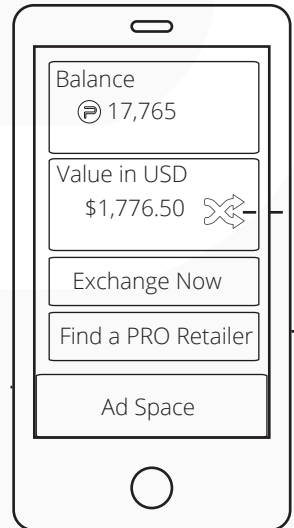 Balance
17,765
Value in USD
$1,776.50
Exchange Now
Find a PRO Retailer
Ad Space